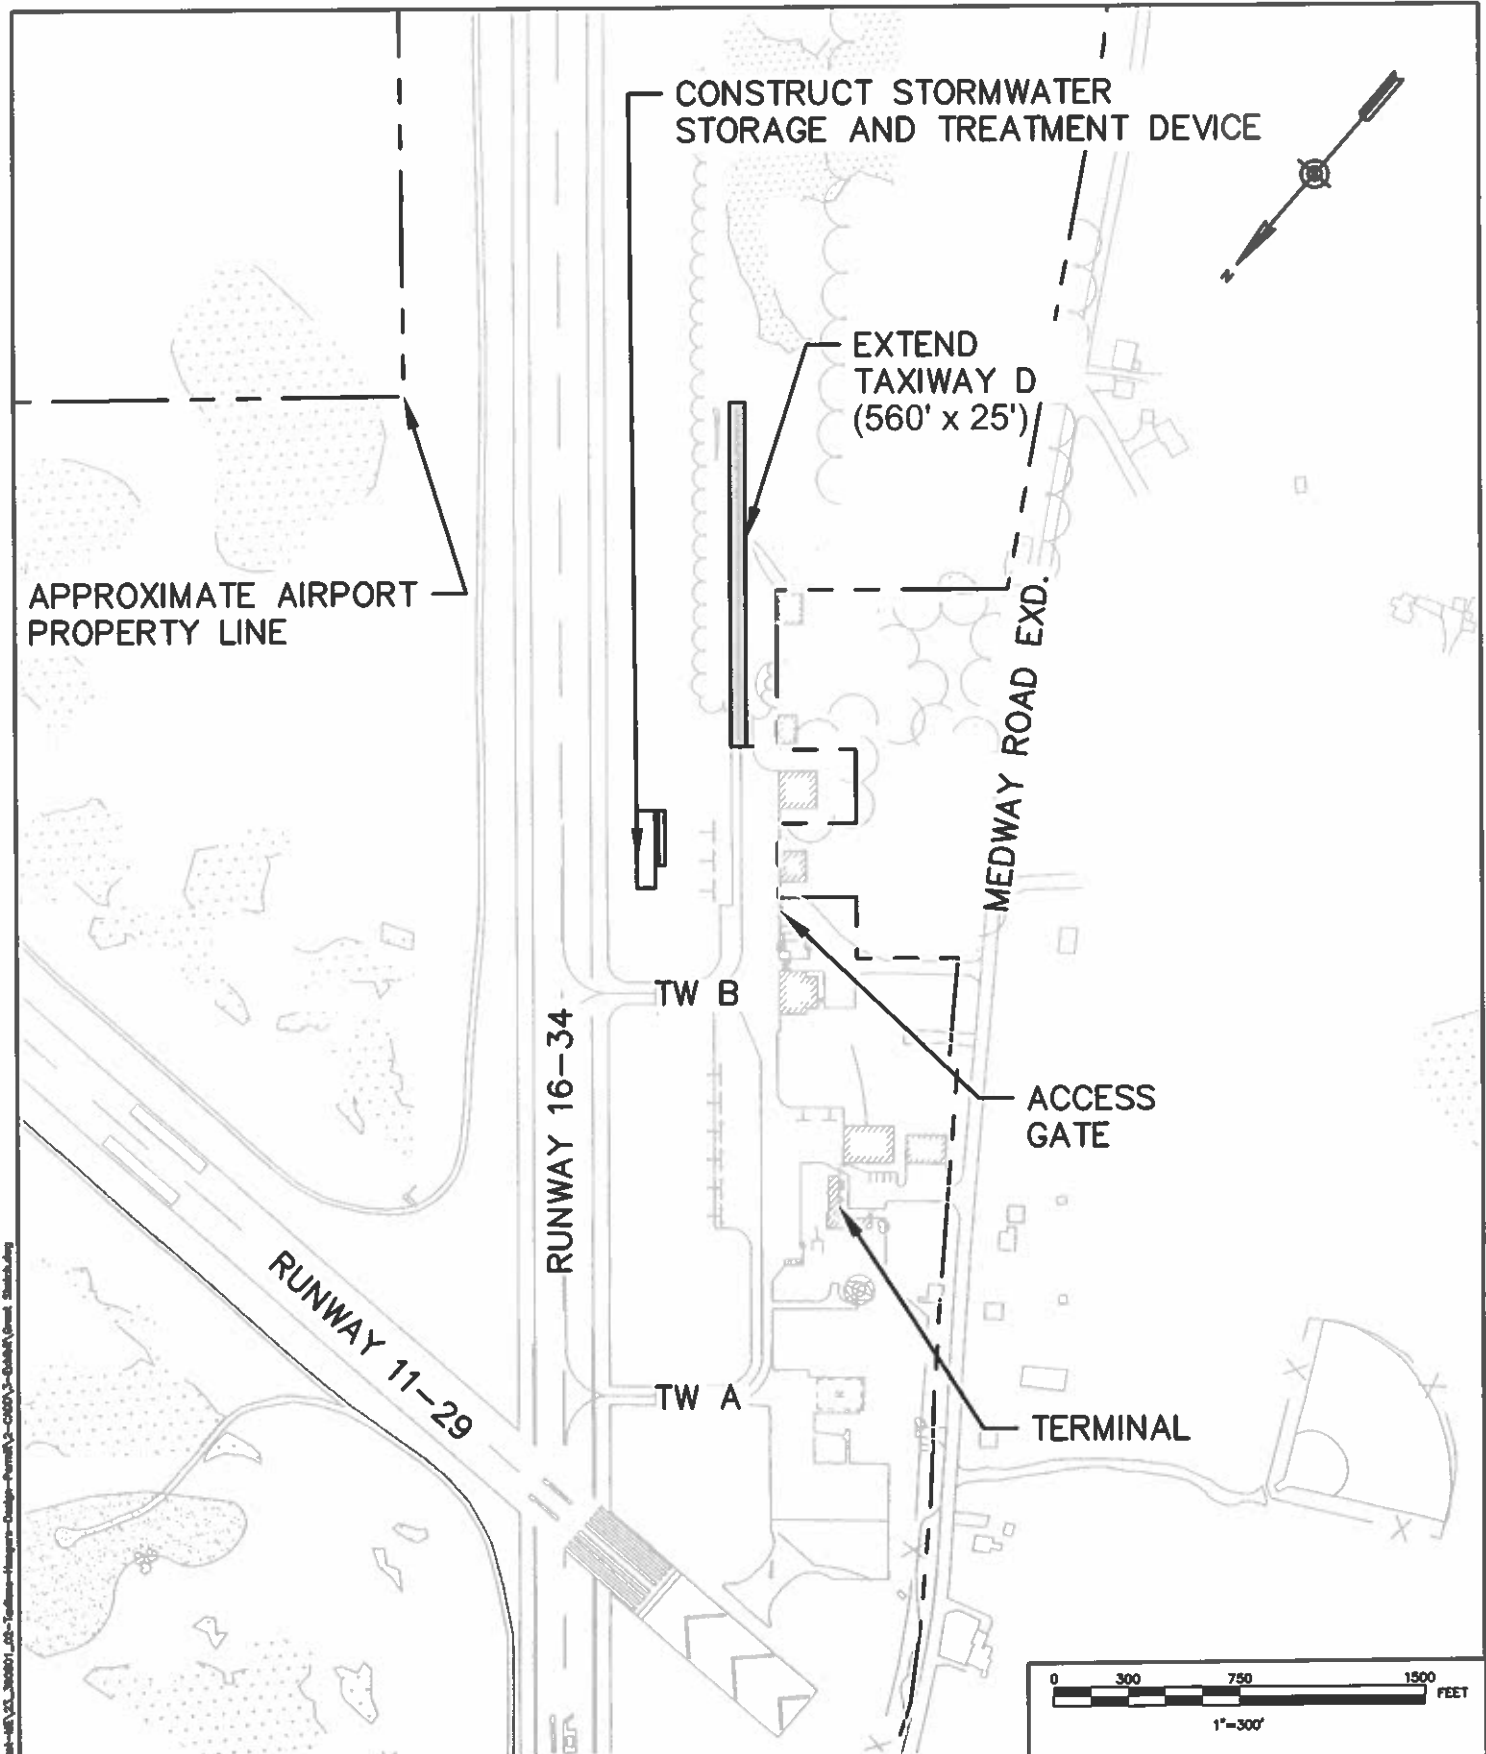 CONSTRUCT STORMWATER
STORAGE AND TREATMENT DEVICE
N
EXTEND
TAXIWAY D
(560' x 25')
APPROXIMATE AIRPORT
PROPERTY LINE
MEDWAY ROAD EXD.
TW B
RUNWAY 16-34
ACCESS
GATE
RUNWAY 11-29
TW A
TERMINAL
0 300 750 1500
FEET
1"=300'